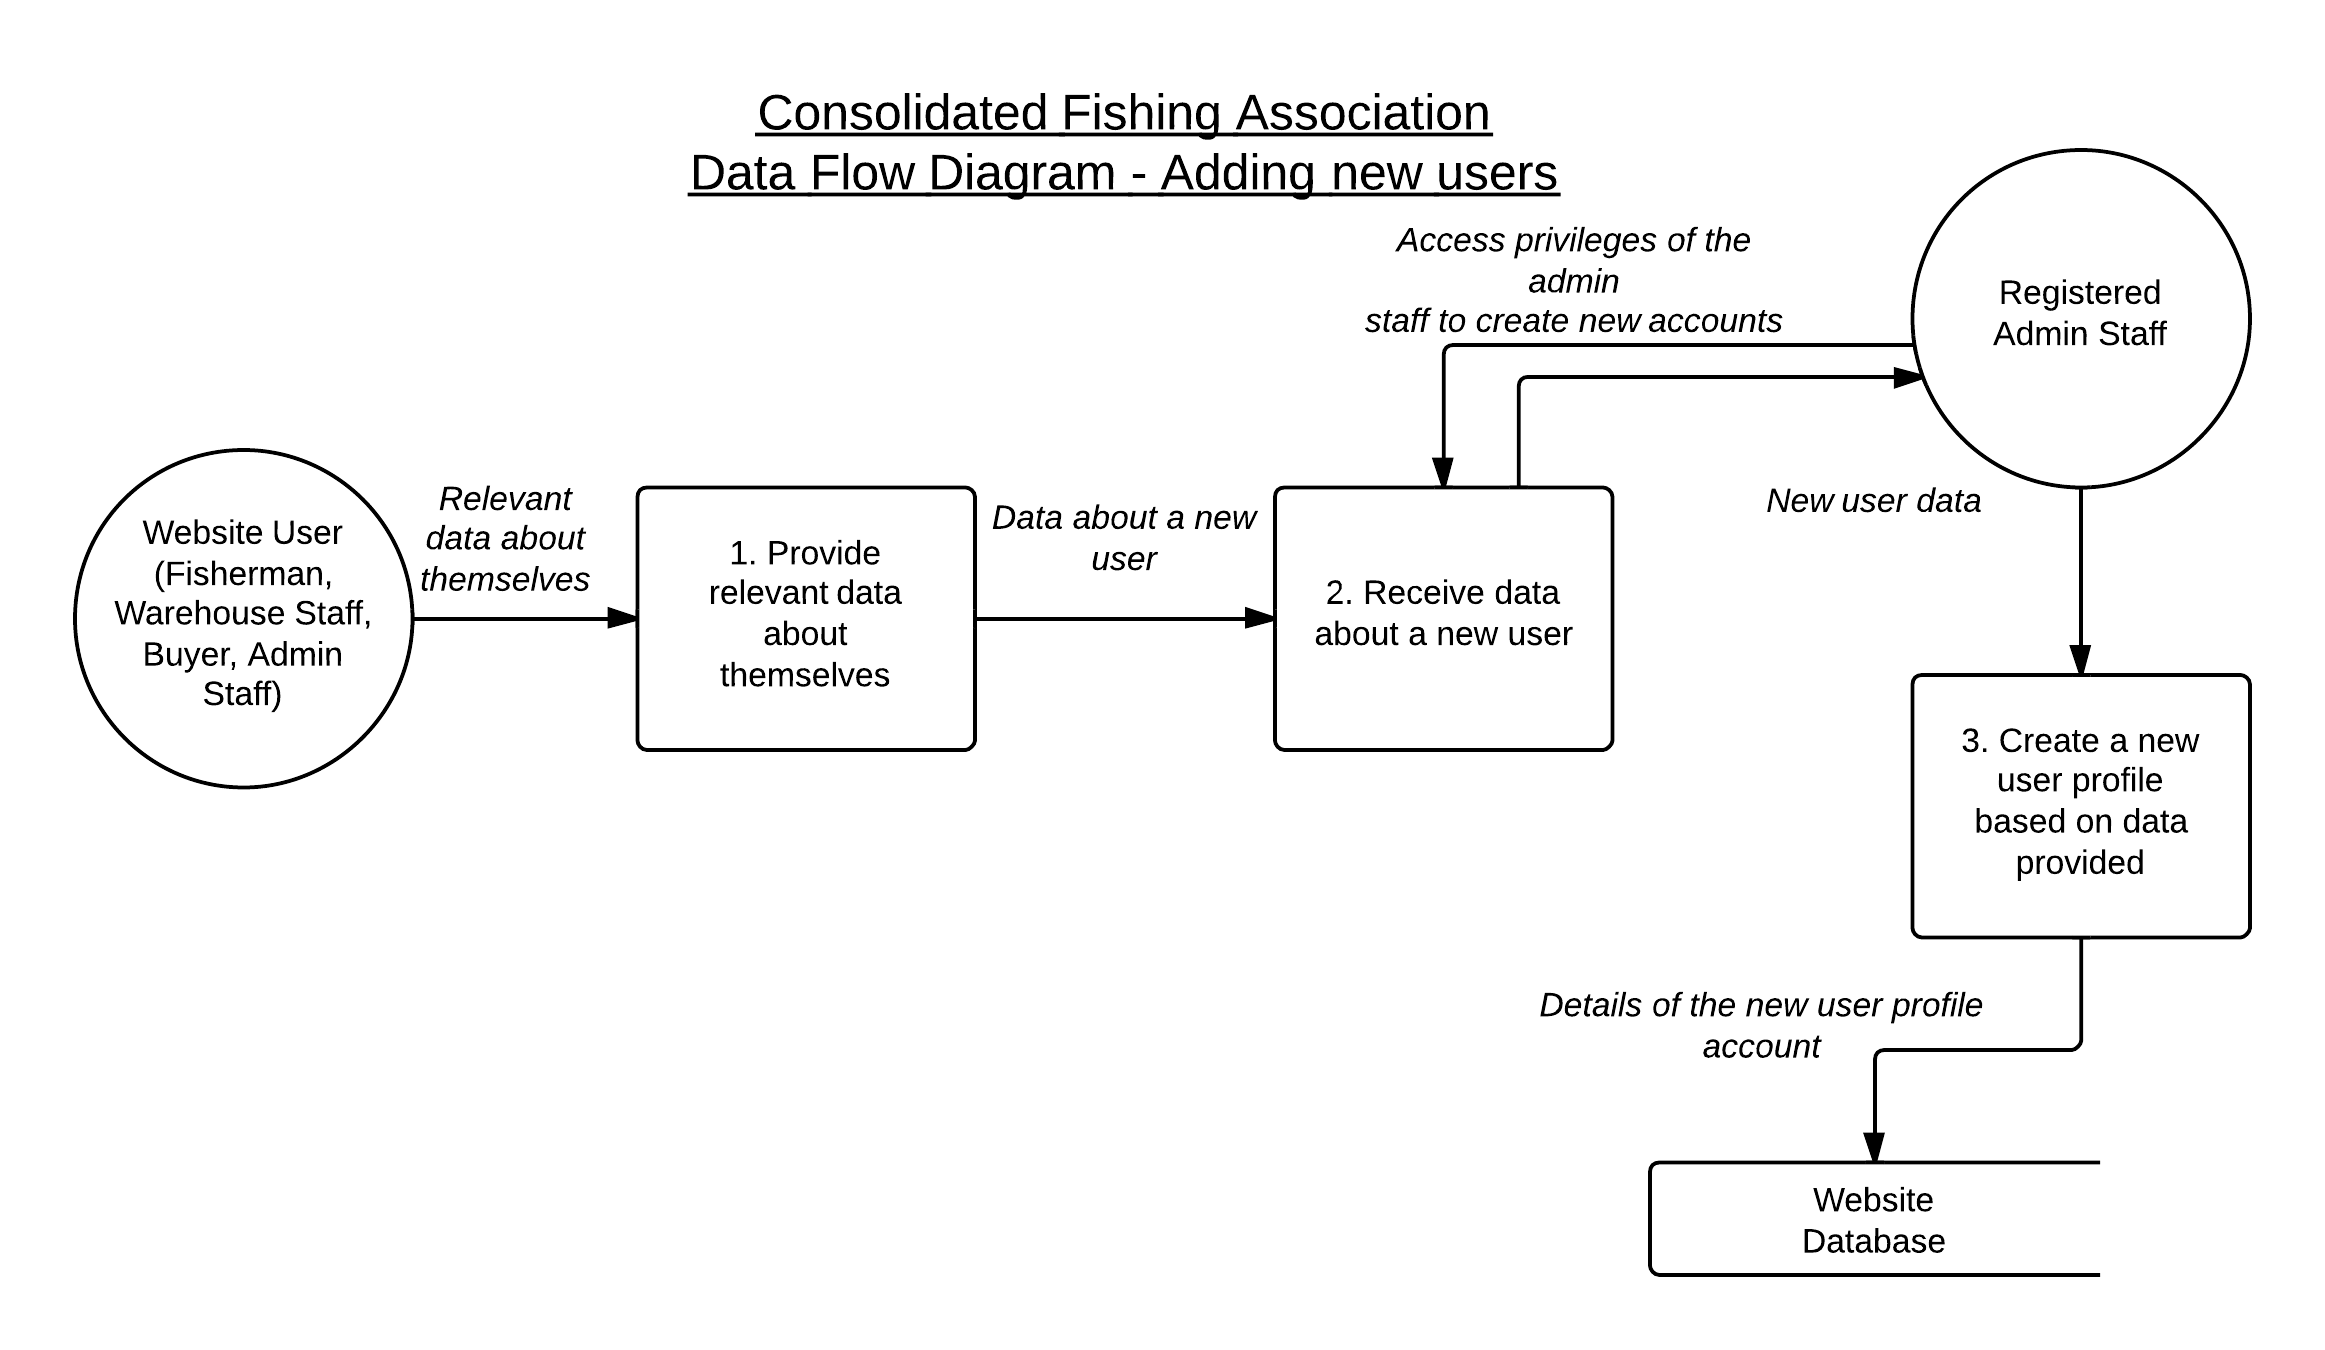 Consolidated Fishing Association
Data Flow Diagram - Adding new users
Access privileges of the
admin
staff to create new accounts
Registered
Admin Staff
Website User
(Fisherman,
Warehouse Staff,
Buyer, Admin
Staff)
Relevant
data about
themselves
1. Provide
relevant data
about
themselves
Data about a new
user
2. Receive data
about a new user
New user data
3. Create a new
user profile
based on data
provided
Details of the new user profile
account
Website
Database